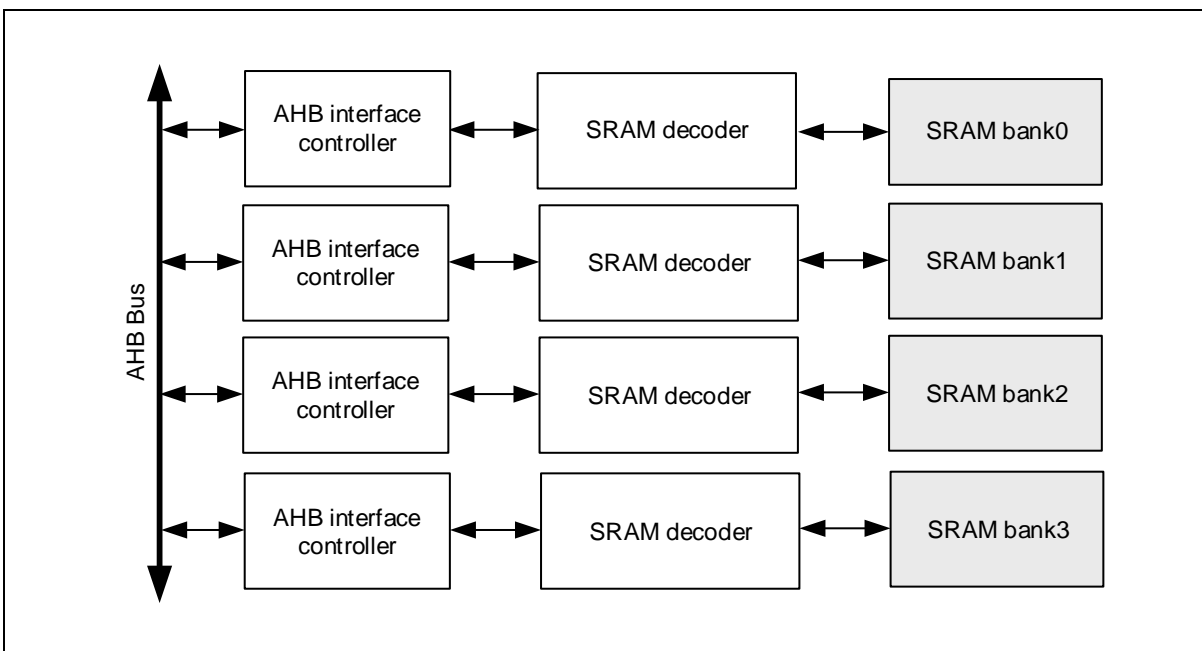 AHB Bus
AHB interface
controller
SRAM decoder
SRAM bank0
AHB interface
controller
SRAM decoder
SRAM bank1
AHB interface
controller
SRAM decoder
SRAM bank2
AHB interface
controller
SRAM decoder
SRAM bank3